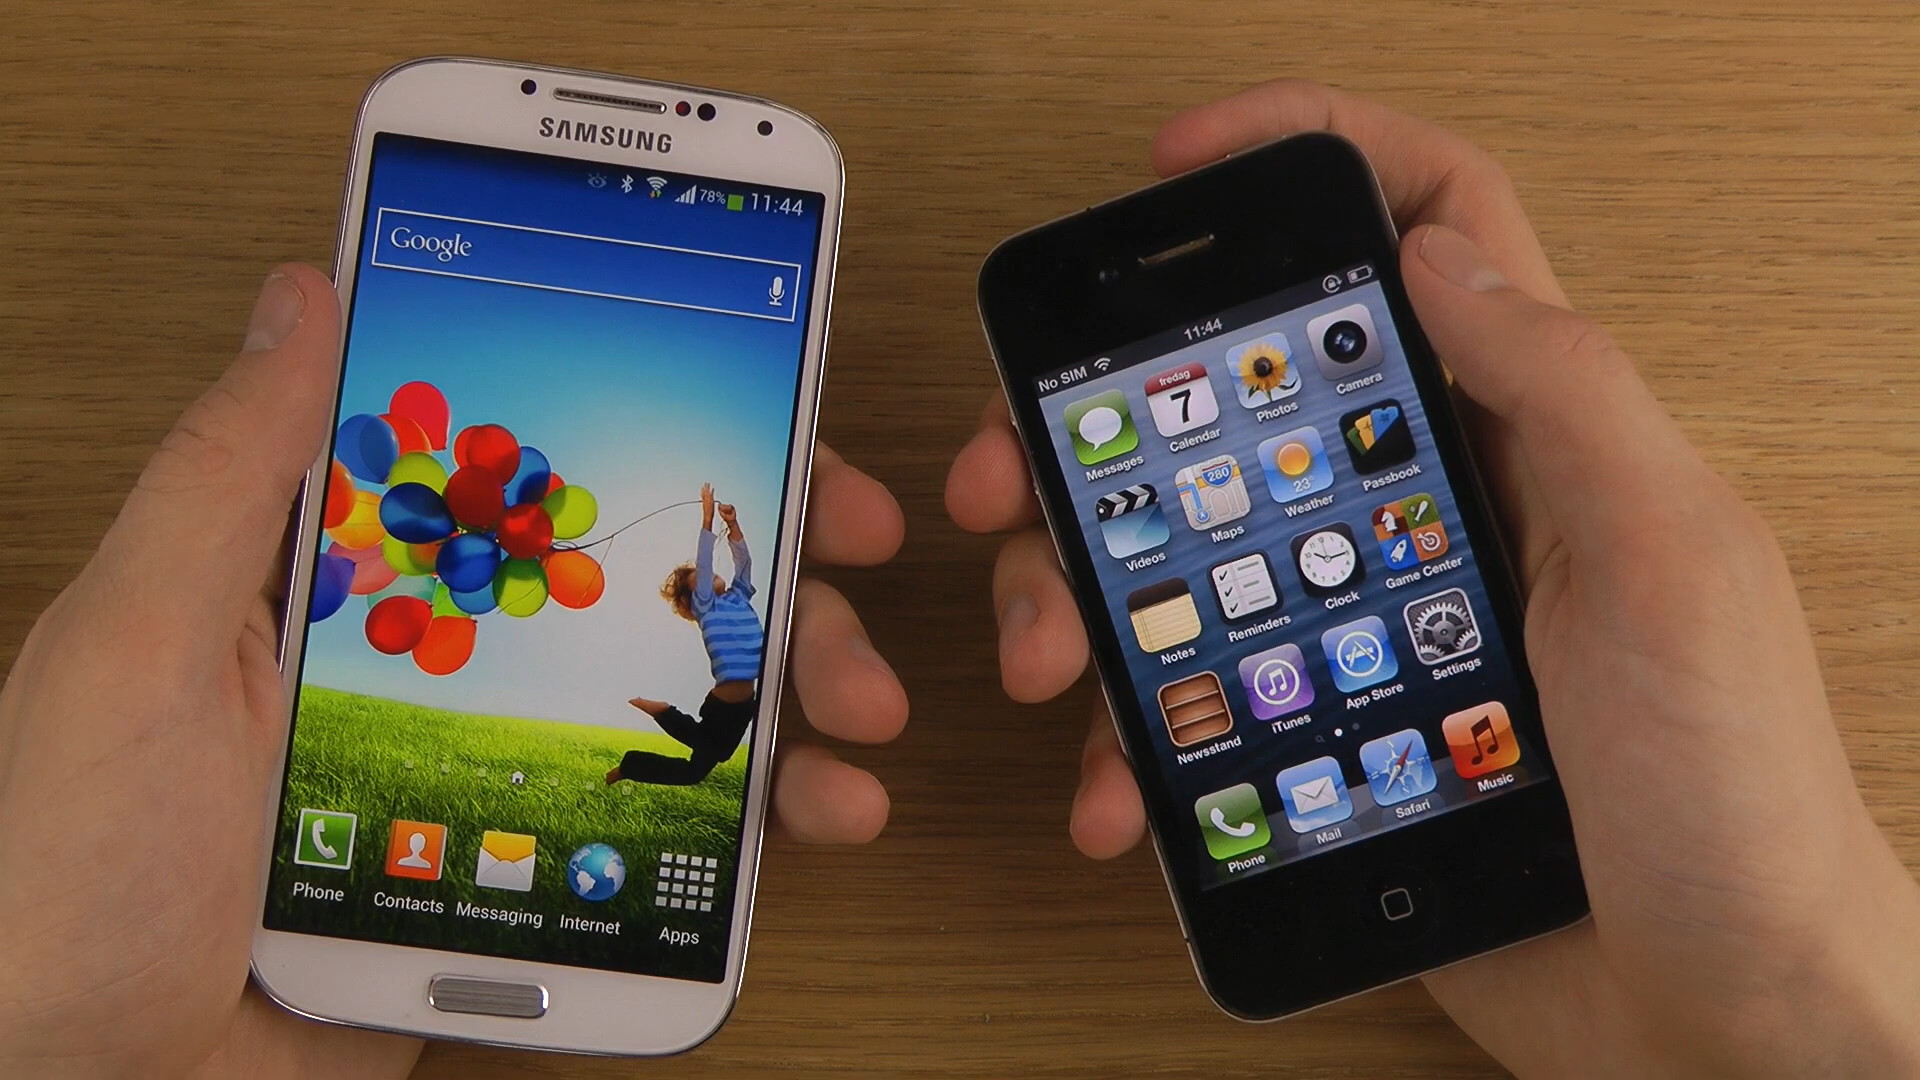 SAMSUNG
78% 11:44
Google
Phone
Contacts
Messaging
Internet
Apps
No SIM 11:44
fredag
7
Messages
Calendar
Photos
Camera
280
23°
Videos
Maps
Weather
Passbook
Notes
Reminders
Clock
Game Center
Newsstand
iTunes
App Store
Settings
Phone
Mail
Safari
Music